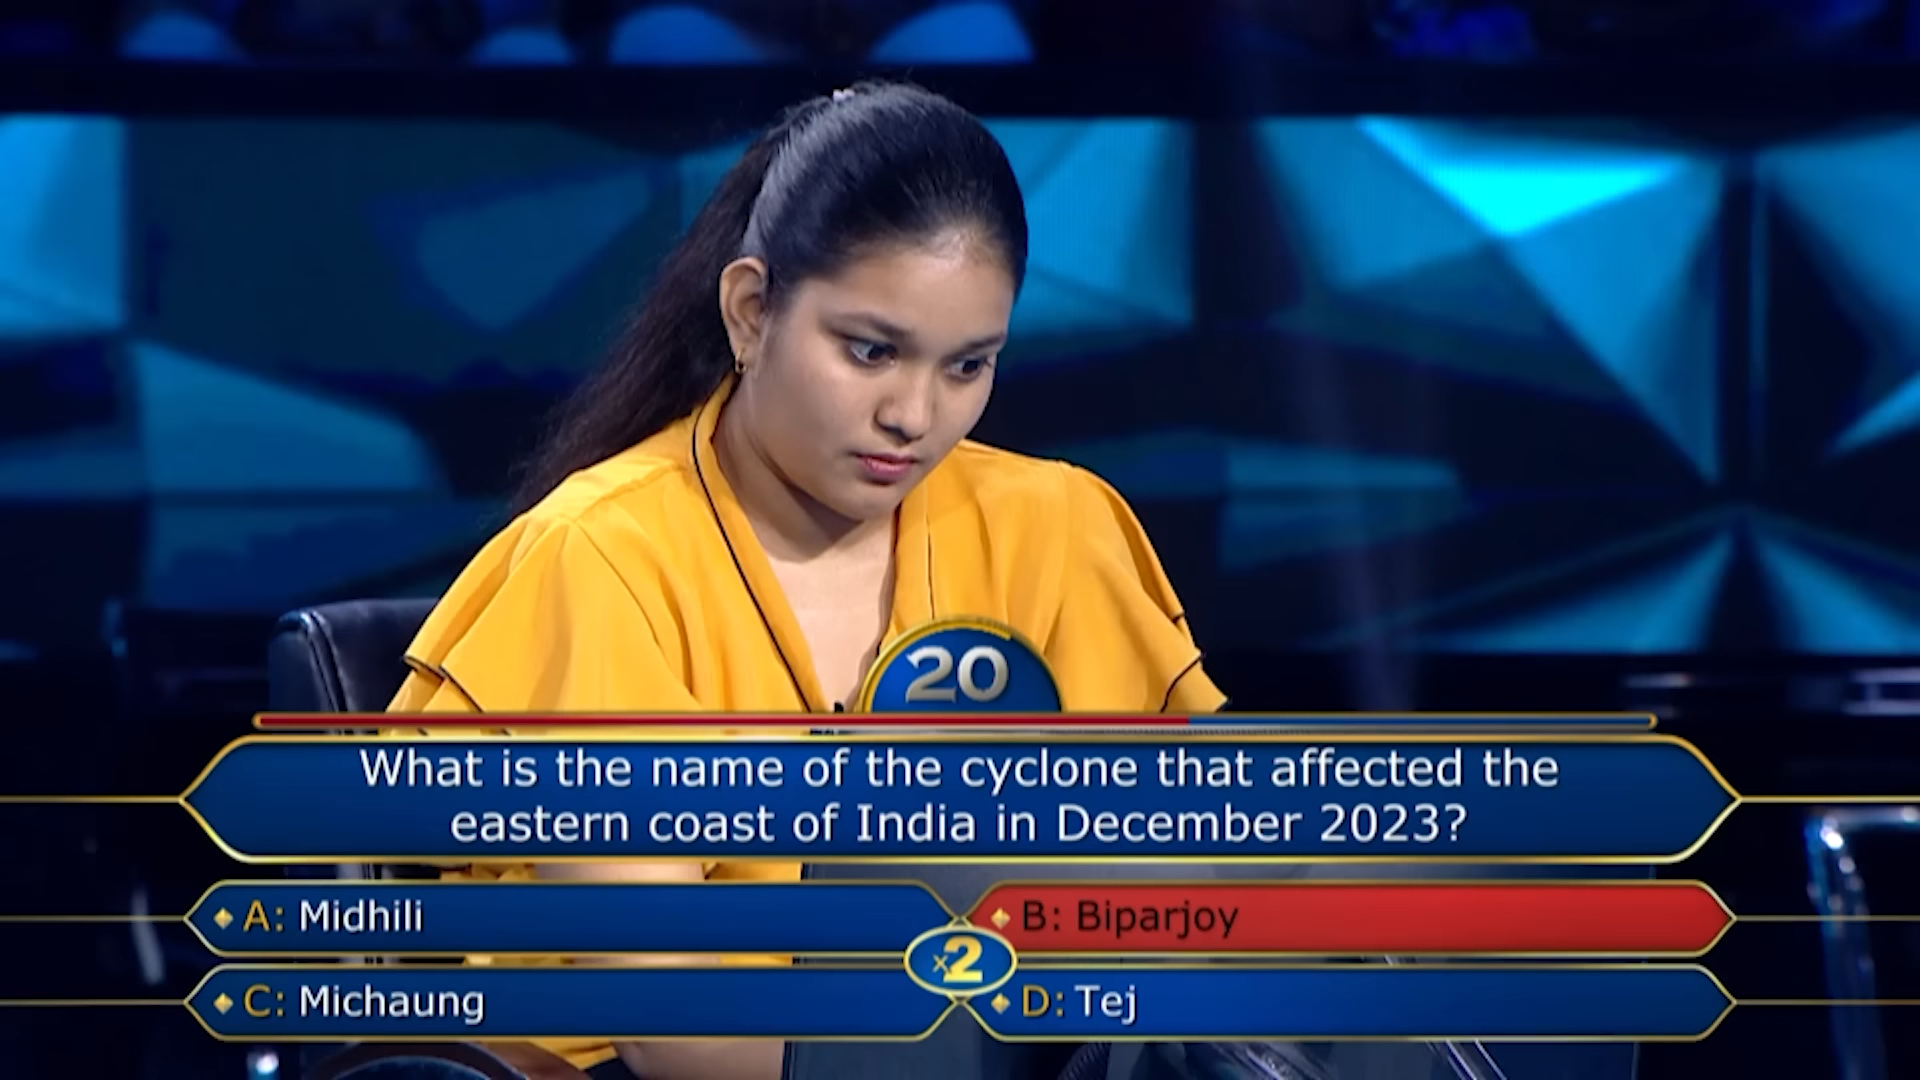 20
What is the name of the cyclone that affected the
eastern coast of India in December 2023?
A: Midhili
B: Biparjoy
x2
C: Michaung
D: Tej